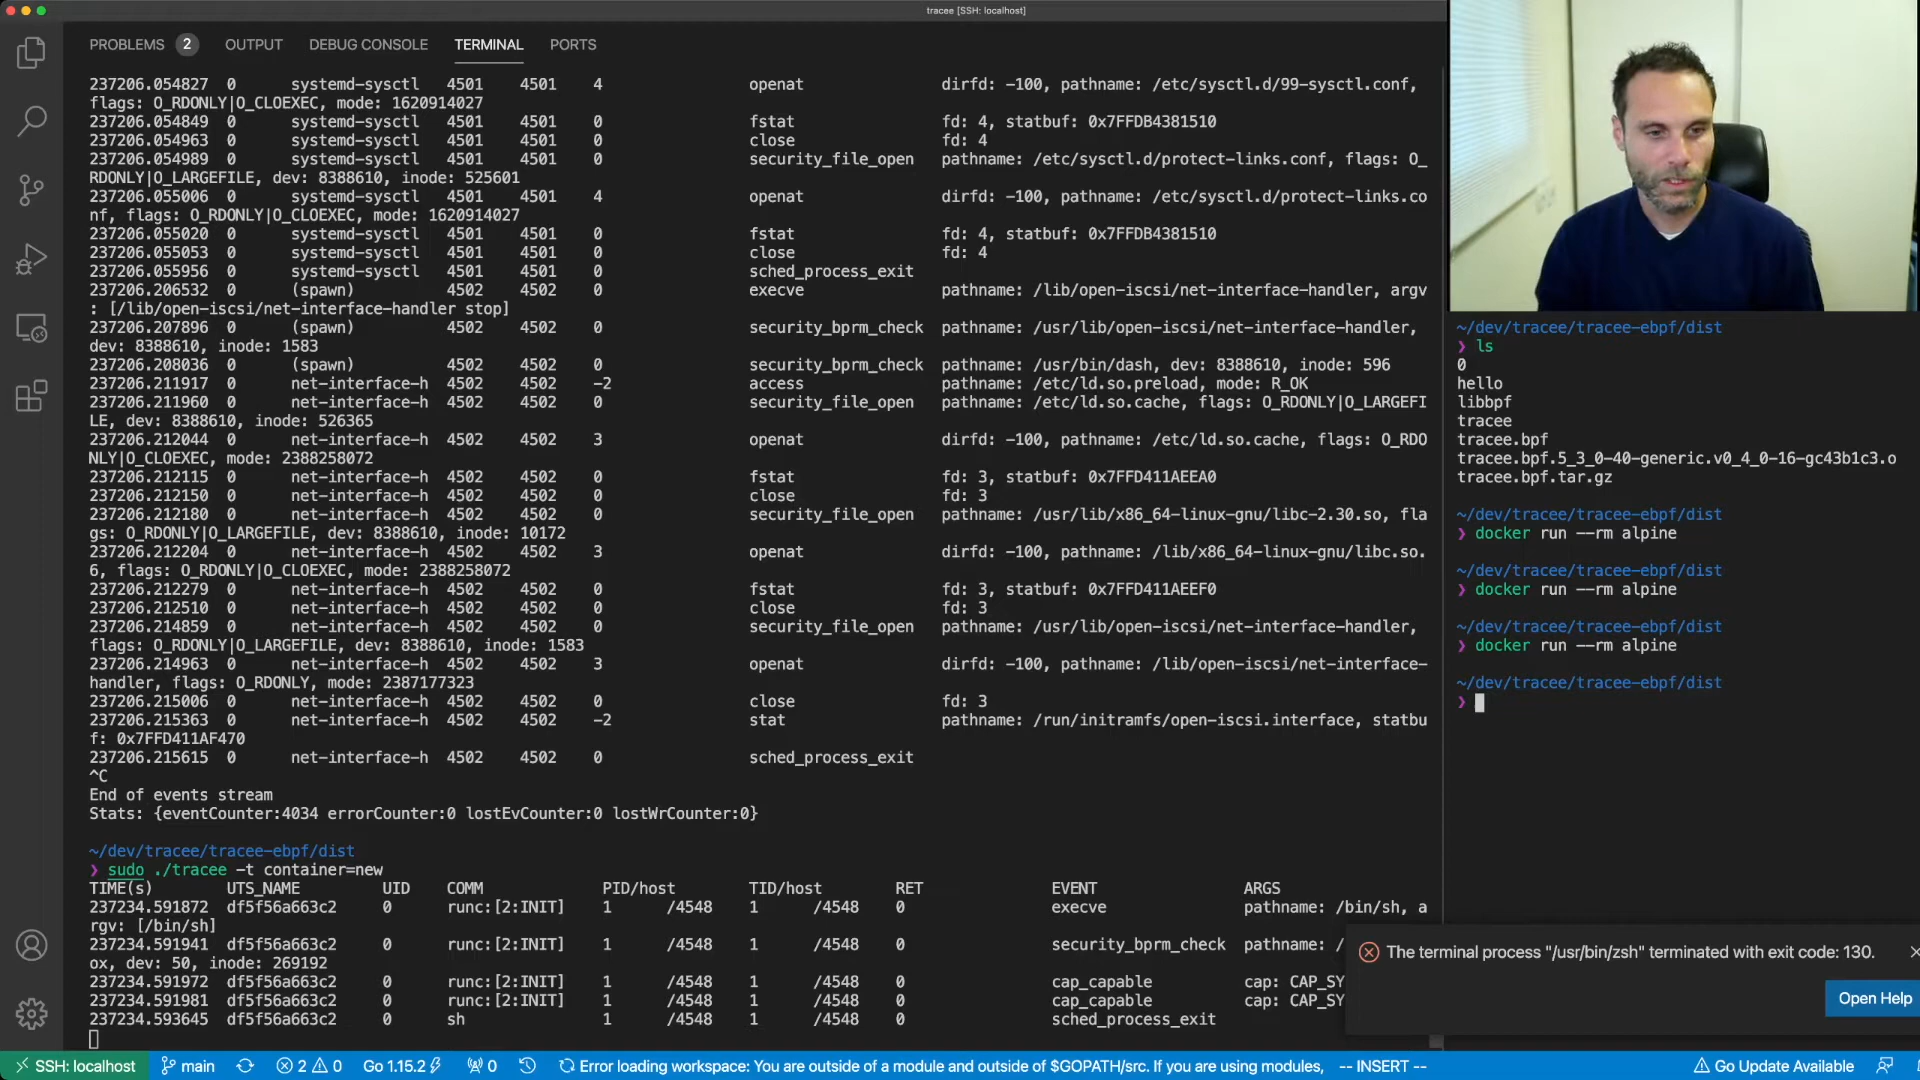 tracee [SSH: localhost]
PROBLEMS 2 OUTPUT DEBUG CONSOLE TERMINAL PORTS
237206.054827 0 systemd-sysctl 4501 4501 4 openat dirfd: -100, pathname: /etc/sysctl.d/99-sysctl.conf,
flags: O_RDONLY|O_CLOEXEC, mode: 1620914027
237206.054849 0 systemd-sysctl 4501 4501 0 fstat fd: 4, statbuf: 0x7FFDB4381510
237206.054963 0 systemd-sysctl 4501 4501 0 close fd: 4
237206.054989 0 systemd-sysctl 4501 4501 0 security_file_open pathname: /etc/sysctl.d/protect-links.conf, flags: O_
RDONLY|O_LARGEFILE, dev: 8388610, inode: 525601
237206.055006 0 systemd-sysctl 4501 4501 4 openat dirfd: -100, pathname: /etc/sysctl.d/protect-links.co
nf, flags: O_RDONLY|O_CLOEXEC, mode: 1620914027
237206.055020 0 systemd-sysctl 4501 4501 0 fstat fd: 4, statbuf: 0x7FFDB4381510
237206.055053 0 systemd-sysctl 4501 4501 0 close fd: 4
237206.055956 0 systemd-sysctl 4501 4501 0 sched_process_exit
237206.206532 0 (spawn) 4502 4502 0 execve pathname: /lib/open-iscsi/net-interface-handler, argv
: [/lib/open-iscsi/net-interface-handler stop]
237206.207896 0 (spawn) 4502 4502 0 security_bprm_check pathname: /usr/lib/open-iscsi/net-interface-handler,
dev: 8388610, inode: 1583
237206.208036 0 (spawn) 4502 4502 0 security_bprm_check pathname: /usr/bin/dash, dev: 8388610, inode: 596
237206.211917 0 net-interface-h 4502 4502 -2 access pathname: /etc/ld.so.preload, mode: R_OK
237206.211960 0 net-interface-h 4502 4502 0 security_file_open pathname: /etc/ld.so.cache, flags: O_RDONLY|O_LARGEFI
LE, dev: 8388610, inode: 526365
237206.212044 0 net-interface-h 4502 4502 3 openat dirfd: -100, pathname: /etc/ld.so.cache, flags: O_RDO
NLY|O_CLOEXEC, mode: 2388258072
237206.212115 0 net-interface-h 4502 4502 0 fstat fd: 3, statbuf: 0x7FFD411AEEA0
237206.212150 0 net-interface-h 4502 4502 0 close fd: 3
237206.212180 0 net-interface-h 4502 4502 0 security_file_open pathname: /usr/lib/x86_64-linux-gnu/libc-2.30.so, fla
gs: O_RDONLY|O_LARGEFILE, dev: 8388610, inode: 10172
237206.212204 0 net-interface-h 4502 4502 3 openat dirfd: -100, pathname: /lib/x86_64-linux-gnu/libc.so.
6, flags: O_RDONLY|O_CLOEXEC, mode: 2388258072
237206.212279 0 net-interface-h 4502 4502 0 fstat fd: 3, statbuf: 0x7FFD411AEEF0
237206.212510 0 net-interface-h 4502 4502 0 close fd: 3
237206.214859 0 net-interface-h 4502 4502 0 security_file_open pathname: /usr/lib/open-iscsi/net-interface-handler,
flags: O_RDONLY|O_LARGEFILE, dev: 8388610, inode: 1583
237206.214963 0 net-interface-h 4502 4502 3 openat dirfd: -100, pathname: /lib/open-iscsi/net-interface-
handler, flags: O_RDONLY, mode: 2387177323
237206.215006 0 net-interface-h 4502 4502 0 close fd: 3
237206.215363 0 net-interface-h 4502 4502 -2 stat pathname: /run/initramfs/open-iscsi.interface, statbu
f: 0x7FFD411AF470
237206.215615 0 net-interface-h 4502 4502 0 sched_process_exit
^C
End of events stream
Stats: {eventCounter:4034 errorCounter:0 lostEvCounter:0 lostWrCounter:0}
~/dev/tracee/tracee-ebpf/dist
❯ sudo ./tracee -t container=new
TIME(s) UTS_NAME UID COMM PID/host TID/host RET EVENT ARGS
237234.591872 df5f56a663c2 0 runc:[2:INIT] 1 /4548 1 /4548 0 execve pathname: /bin/sh, a
rgv: [/bin/sh]
237234.591941 df5f56a663c2 0 runc:[2:INIT] 1 /4548 1 /4548 0 security_bprm_check pathname: /
ox, dev: 50, inode: 269192
237234.591972 df5f56a663c2 0 runc:[2:INIT] 1 /4548 1 /4548 0 cap_capable cap: CAP_SY
237234.591981 df5f56a663c2 0 runc:[2:INIT] 1 /4548 1 /4548 0 cap_capable cap: CAP_SY
237234.593645 df5f56a663c2 0 sh 1 /4548 1 /4548 0 sched_process_exit
~/dev/tracee/tracee-ebpf/dist
❯ ls
0
hello
libbpf
tracee
tracee.bpf
tracee.bpf.5_3_0-40-generic.v0_4_0-16-gc43b1c3.o
tracee.bpf.tar.gz
~/dev/tracee/tracee-ebpf/dist
❯ docker run --rm alpine
~/dev/tracee/tracee-ebpf/dist
❯ docker run --rm alpine
~/dev/tracee/tracee-ebpf/dist
❯ docker run --rm alpine
~/dev/tracee/tracee-ebpf/dist
❯
The terminal process "/usr/bin/zsh" terminated with exit code: 130.
Open Help
SSH: localhost main 2 0 Go 1.15.2 0 Error loading workspace: You are outside of a module and outside of $GOPATH/src. If you are using modules, -- INSERT -- Go Update Available